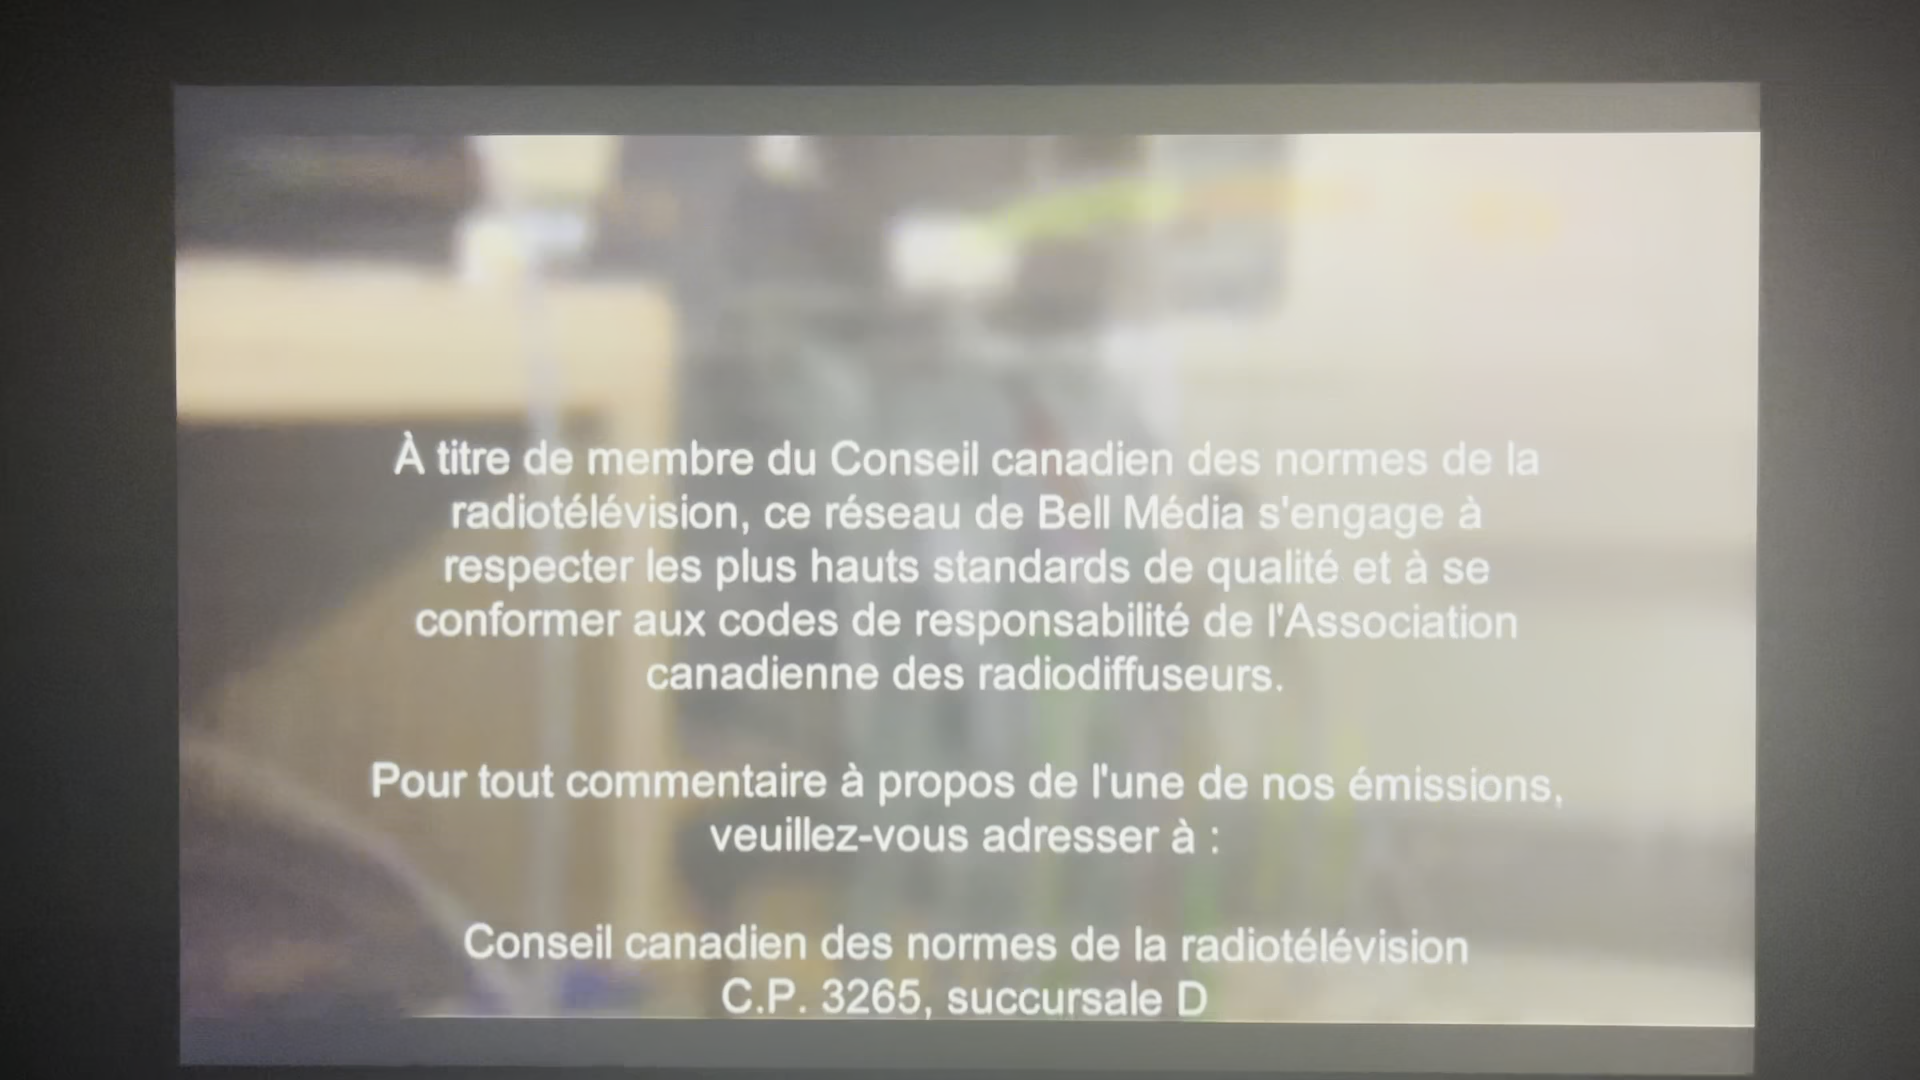 À titre de membre du Conseil canadien des normes de la
radiotélévision, ce réseau de Bell Média s'engage à
respecter les plus hauts standards de qualité et à se
conformer aux codes de responsabilité de l'Association
canadienne des radiodiffuseurs.
Pour tout commentaire à propos de l'une de nos émissions,
veuillez-vous adresser à :
Conseil canadien des normes de la radiotélévision
C.P. 3265, succursale D